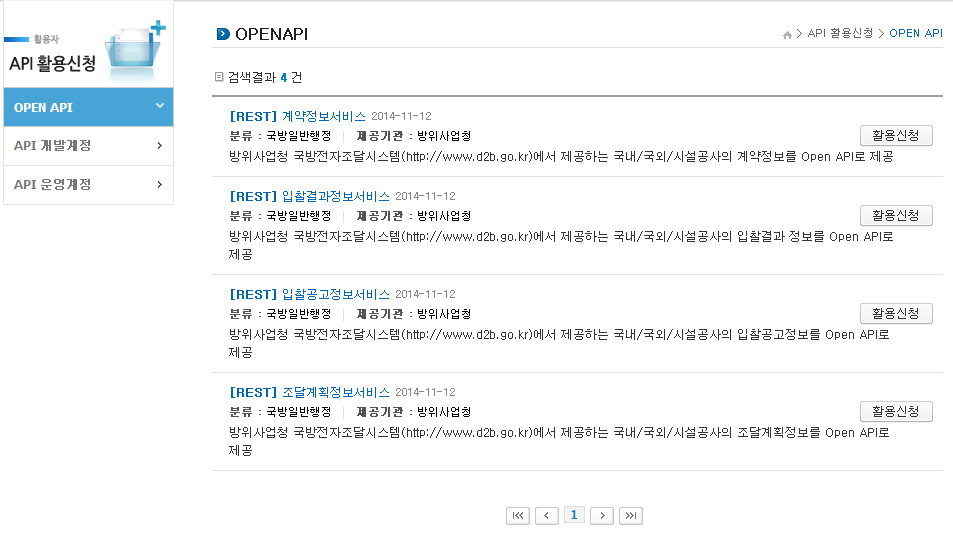 활용자
API 활용신청
OPEN API
API 개발계정
API 운영계정
OPENAPI
API 활용신청 > OPEN API
검색결과 4 건
[REST] 계약정보서비스 2014-11-12
분류 : 국방일반행정 | 제공기관 : 방위사업청
활용신청
방위사업청 국방전자조달시스템(http://www.d2b.go.kr)에서 제공하는 국내/국외/시설공사의 계약정보를 Open API로 제공
[REST] 입찰결과정보서비스 2014-11-12
분류 : 국방일반행정 | 제공기관 : 방위사업청
활용신청
방위사업청 국방전자조달시스템(http://www.d2b.go.kr)에서 제공하는 국내/국외/시설공사의 입찰결과 정보를 Open API로
제공
[REST] 입찰공고정보서비스 2014-11-12
분류 : 국방일반행정 | 제공기관 : 방위사업청
활용신청
방위사업청 국방전자조달시스템(http://www.d2b.go.kr)에서 제공하는 국내/국외/시설공사의 입찰공고정보를 Open API로
제공
[REST] 조달계획정보서비스 2014-11-12
분류 : 국방일반행정 | 제공기관 : 방위사업청
활용신청
방위사업청 국방전자조달시스템(http://www.d2b.go.kr)에서 제공하는 국내/국외/시설공사의 조달계획정보를 Open API로
제공
1